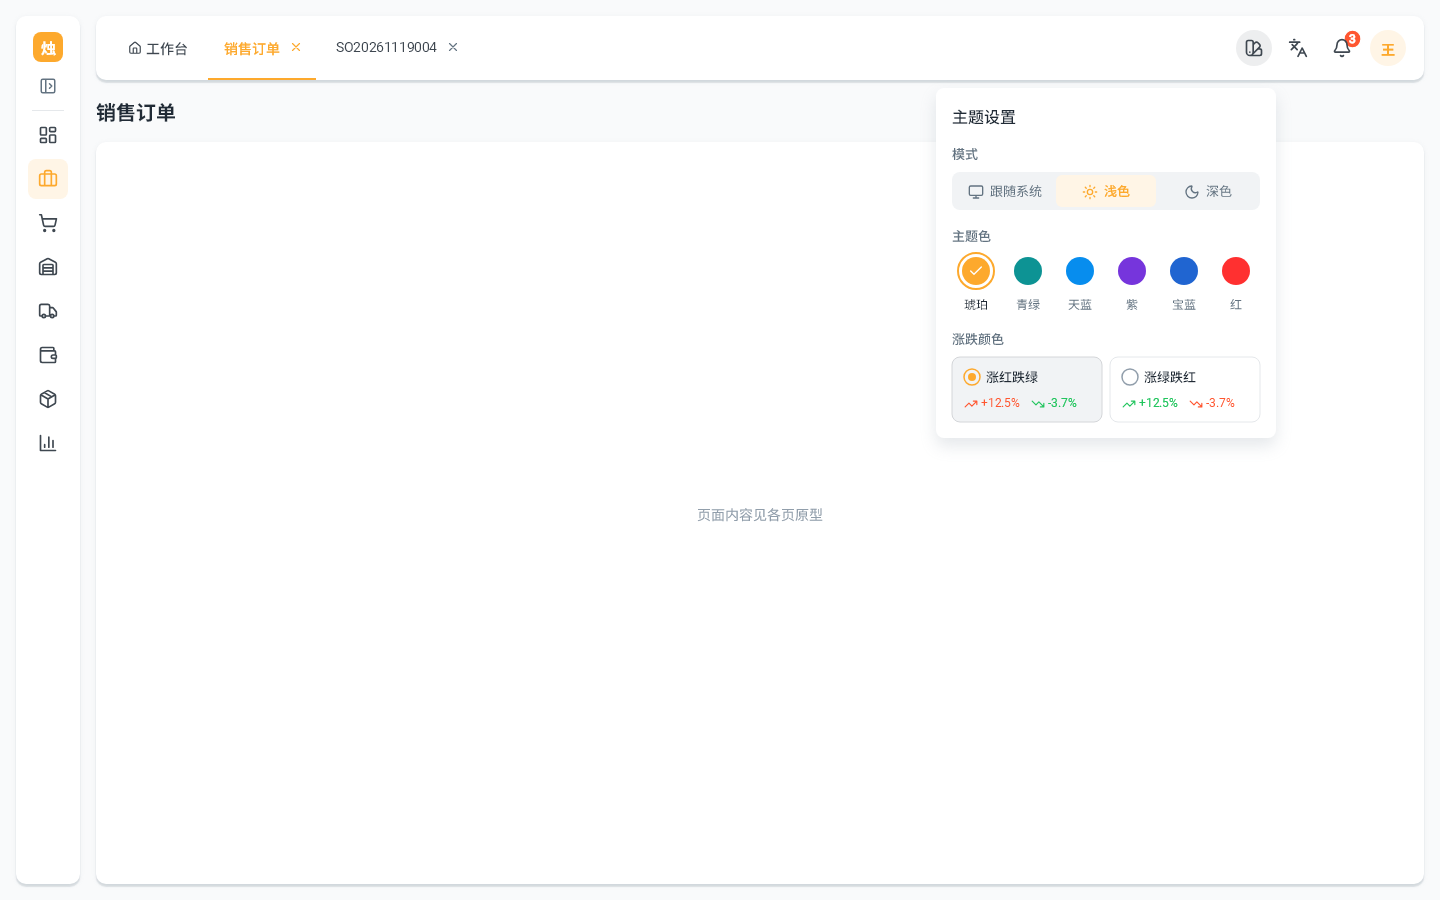 烛
工作台
销售订单
SO20261119004
3
王
销售订单
主题设置
模式
跟随系统
浅色
深色
主题色
琥珀
青绿
天蓝
紫
宝蓝
红
涨跌颜色
涨红跌绿
+12.5%
-3.7%
涨绿跌红
+12.5%
-3.7%
页面内容见各页原型